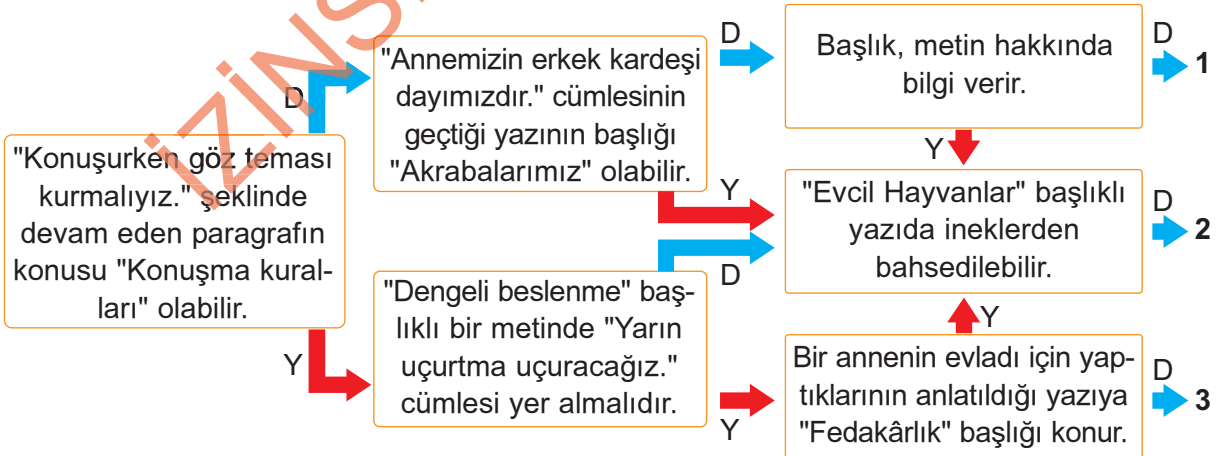 İZİNS
"Konuşurken göz teması
kurmalıyız." şeklinde
devam eden paragrafın
konusu "Konuşma kural-
ları" olabilir.
D
Y
"Annemizin erkek kardeşi
dayımızdır." cümlesinin
geçtiği yazının başlığı
"Akrabalarımız" olabilir.
D
Y
"Dengeli beslenme" baş-
lıklı bir metinde "Yarın
uçurtma uçuracağız."
cümlesi yer almalıdır.
D
Y
Başlık, metin hakkında
bilgi verir.
D
1
Y
"Evcil Hayvanlar" başlıklı
yazıda ineklerden
bahsedilebilir.
D
2
Y
Bir annenin evladı için yap-
tıklarının anlatıldığı yazıya
"Fedakârlık" başlığı konur.
D
3